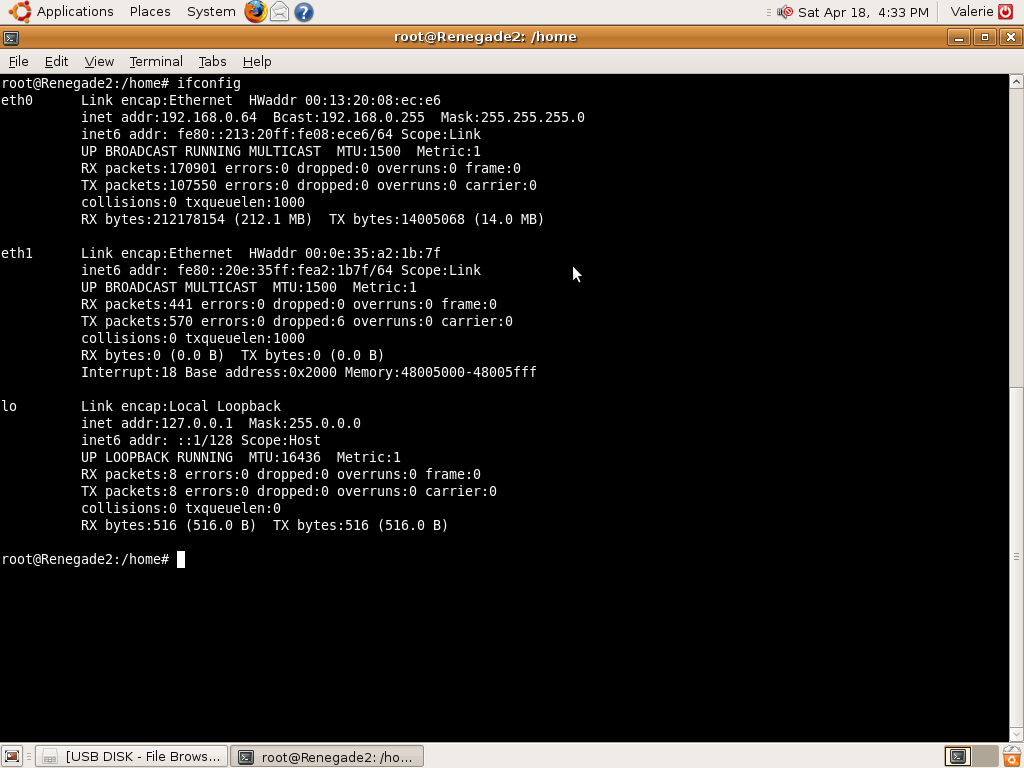 Applications Places System Sat Apr 18, 4:33 PM Valerie
root@Renegade2: /home
File Edit View Terminal Tabs Help
root@Renegade2:/home# ifconfig
eth0      Link encap:Ethernet  HWaddr 00:13:20:08:ec:e6
          inet addr:192.168.0.64  Bcast:192.168.0.255  Mask:255.255.255.0
          inet6 addr: fe80::213:20ff:fe08:ece6/64 Scope:Link
          UP BROADCAST RUNNING MULTICAST  MTU:1500  Metric:1
          RX packets:170901 errors:0 dropped:0 overruns:0 frame:0
          TX packets:107550 errors:0 dropped:0 overruns:0 carrier:0
          collisions:0 txqueuelen:1000
          RX bytes:212178154 (212.1 MB)  TX bytes:14005068 (14.0 MB)
eth1      Link encap:Ethernet  HWaddr 00:0e:35:a2:1b:7f
          inet6 addr: fe80::20e:35ff:fea2:1b7f/64 Scope:Link
          UP BROADCAST MULTICAST  MTU:1500  Metric:1
          RX packets:441 errors:0 dropped:0 overruns:0 frame:0
          TX packets:570 errors:0 dropped:6 overruns:0 carrier:0
          collisions:0 txqueuelen:1000
          RX bytes:0 (0.0 B)  TX bytes:0 (0.0 B)
          Interrupt:18 Base address:0x2000 Memory:48005000-48005fff
lo        Link encap:Local Loopback
          inet addr:127.0.0.1  Mask:255.0.0.0
          inet6 addr: ::1/128 Scope:Host
          UP LOOPBACK RUNNING  MTU:16436  Metric:1
          RX packets:8 errors:0 dropped:0 overruns:0 frame:0
          TX packets:8 errors:0 dropped:0 overruns:0 carrier:0
          collisions:0 txqueuelen:0
          RX bytes:516 (516.0 B)  TX bytes:516 (516.0 B)
root@Renegade2:/home#
[USB DISK - File Brows... root@Renegade2: /ho...